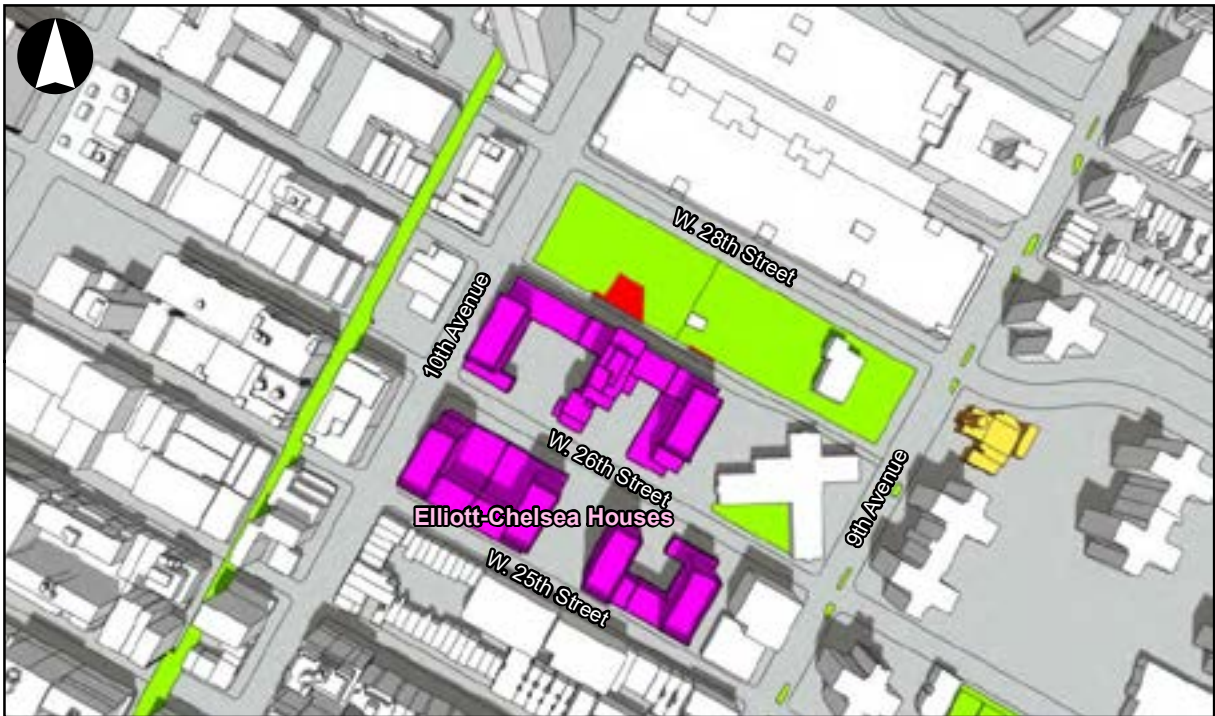 W. 28th Street
10th Avenue
W. 26th Street
9th Avenue
Elliott-Chelsea Houses
W. 25th Street